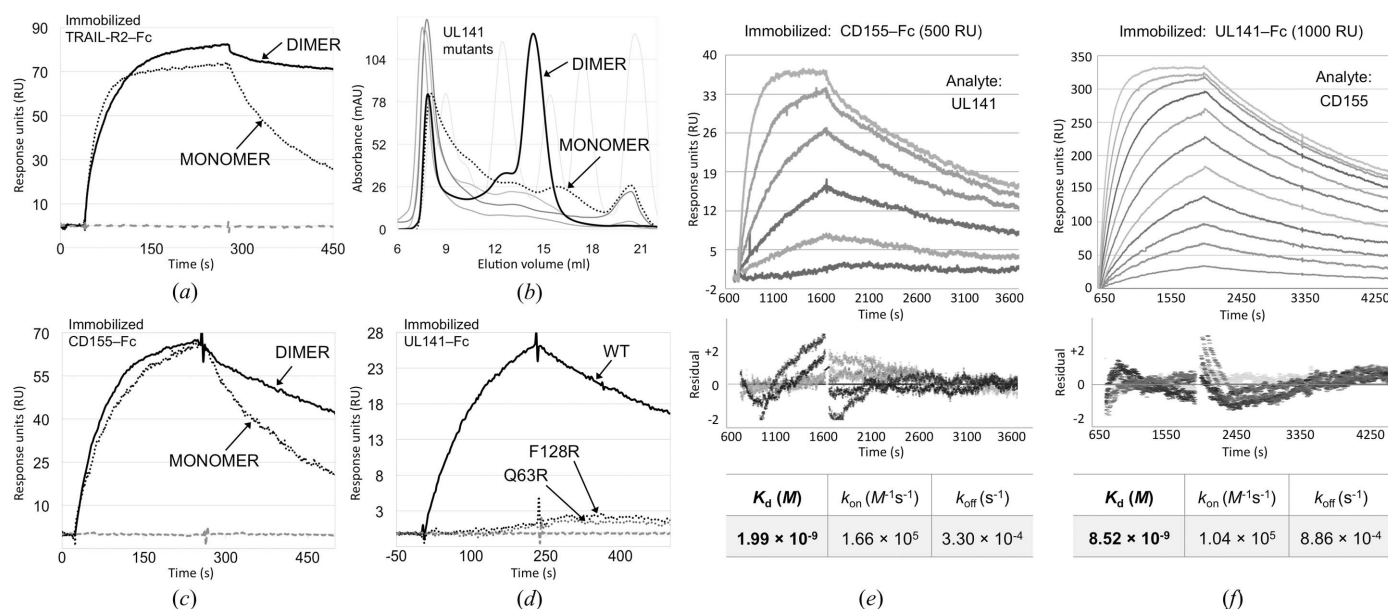 Immobilized
TRAIL-R2–Fc
90
70
50
30
10
0
150
300
450
Response units (RU)
Time (s)
DIMER
MONOMER
(a)
UL141
mutants
104
78
52
26
0
6
9
12
15
18
21
Absorbance (mAU)
Elution volume (ml)
DIMER
MONOMER
(b)
Immobilized
CD155–Fc
70
55
40
25
10
0
150
300
450
Response units (RU)
Time (s)
DIMER
MONOMER
(c)
Immobilized
UL141–Fc
28
23
18
13
8
3
-50
100
240
400
Response units (RU)
Time (s)
WT
F128R
Q63R
(d)
Immobilized: CD155–Fc (500 RU)
Analyte:
UL141
40
33
26
19
12
5
-2
600
1100
1600
2100
2600
3100
3600
Response units (RU)
Time (s)
+2
0
-2
Residual
600
1100
1600
2100
2600
3100
3600
Time (s)
Kd (M) kon (M-1s-1) koff (s-1)
1.99 × 10-9 1.66 × 105 3.30 × 10-4
(e)
Immobilized: UL141–Fc (1000 RU)
Analyte:
CD155
350
300
250
200
150
100
50
0
650
1550
2450
3350
4250
Response units (RU)
Time (s)
+2
0
-2
Residual
650
1550
2450
3350
4250
Time (s)
Kd (M) kon (M-1s-1) koff (s-1)
8.52 × 10-9 1.04 × 105 8.86 × 10-4
(f)